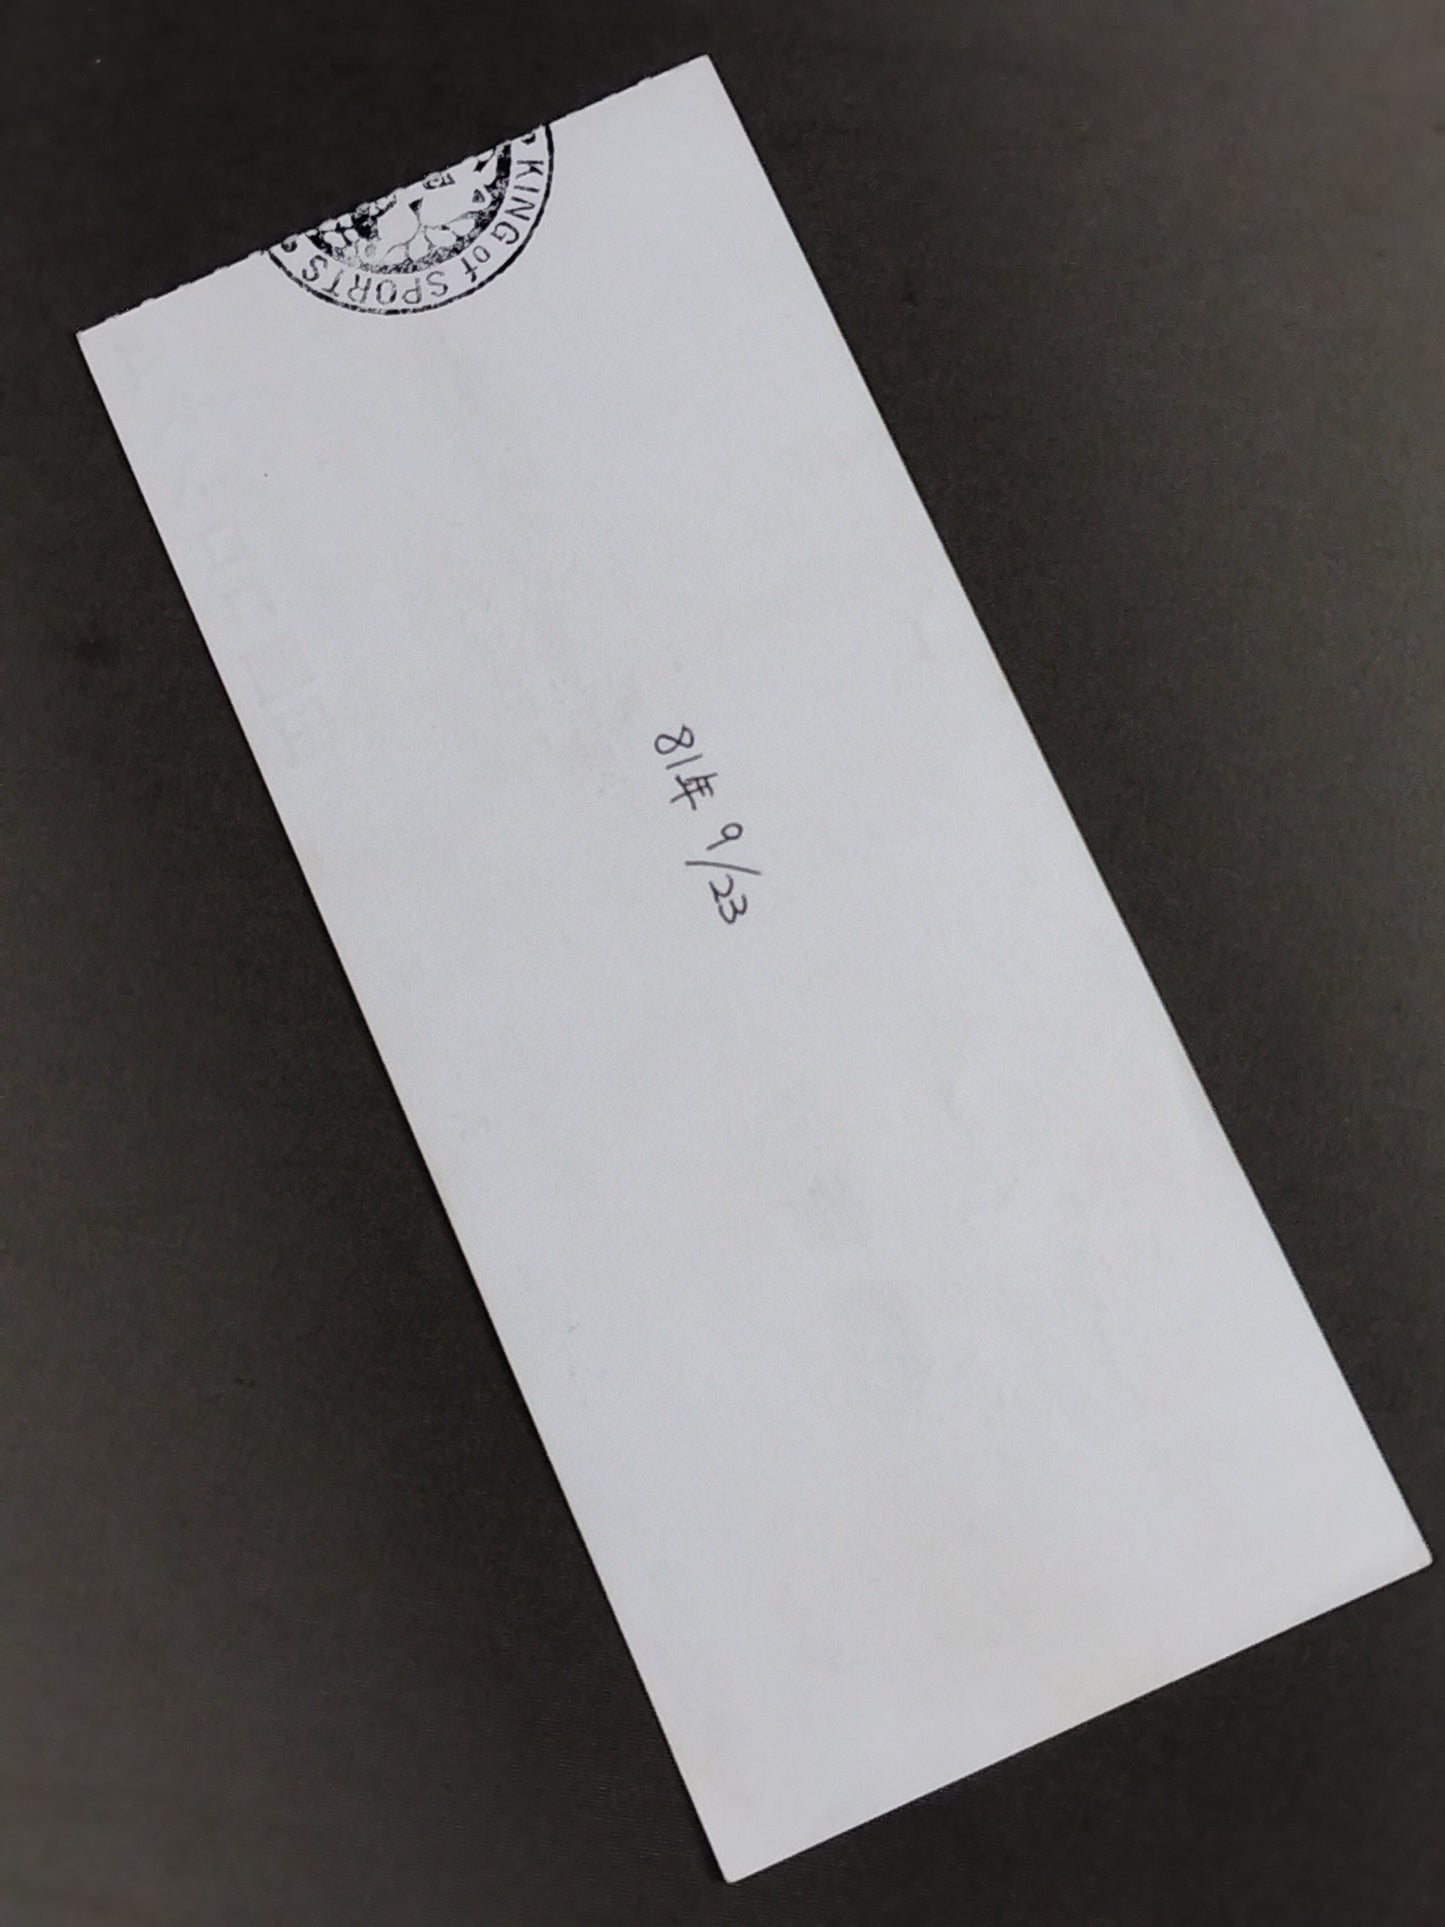 KING of SPORTS
81年 9/23